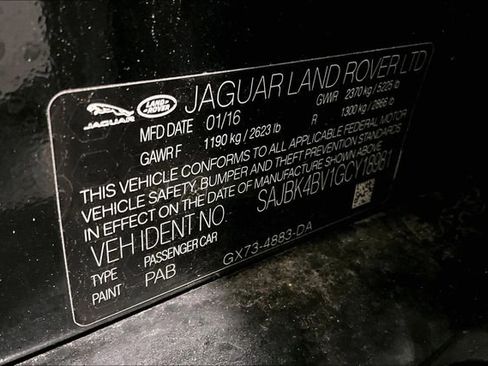 JAGUAR LAND-ROVER JAGUAR LAND ROVER LTD
MFD DATE 01/16 GVWR 2370 kg / 5225 lb
GAWR F 1190 kg / 2623 lb R 1300 kg / 2866 lb
THIS VEHICLE CONFORMS TO ALL APPLICABLE FEDERAL MOTOR
VEHICLE SAFETY, BUMPER AND THEFT PREVENTION STANDARDS
IN EFFECT ON THE DATE OF MANUFACTURE SHOWN ABOVE.
VEH IDENT NO. SAJBK4BV1GCY18981
TYPE PASSENGER CAR
PAINT PAB GX73-4883-DA